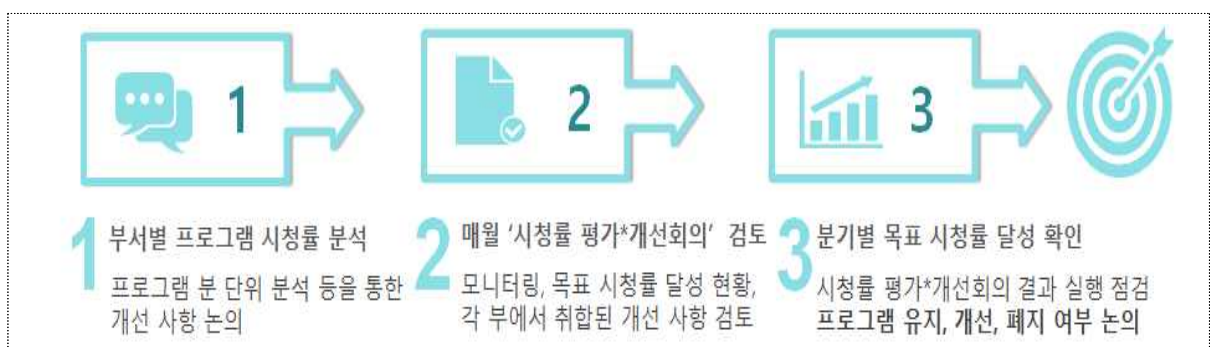 1
2
3
1 부서별 프로그램 시청률 분석
프로그램 분 단위 분석 등을 통한
개선 사항 논의
2 매월 ‘시청률 평가*개선회의’ 검토
모니터링, 목표 시청률 달성 현황,
각 부에서 취합된 개선 사항 검토
3 분기별 목표 시청률 달성 확인
시청률 평가*개선회의 결과 실행 점검
프로그램 유지, 개선, 폐지 여부 논의